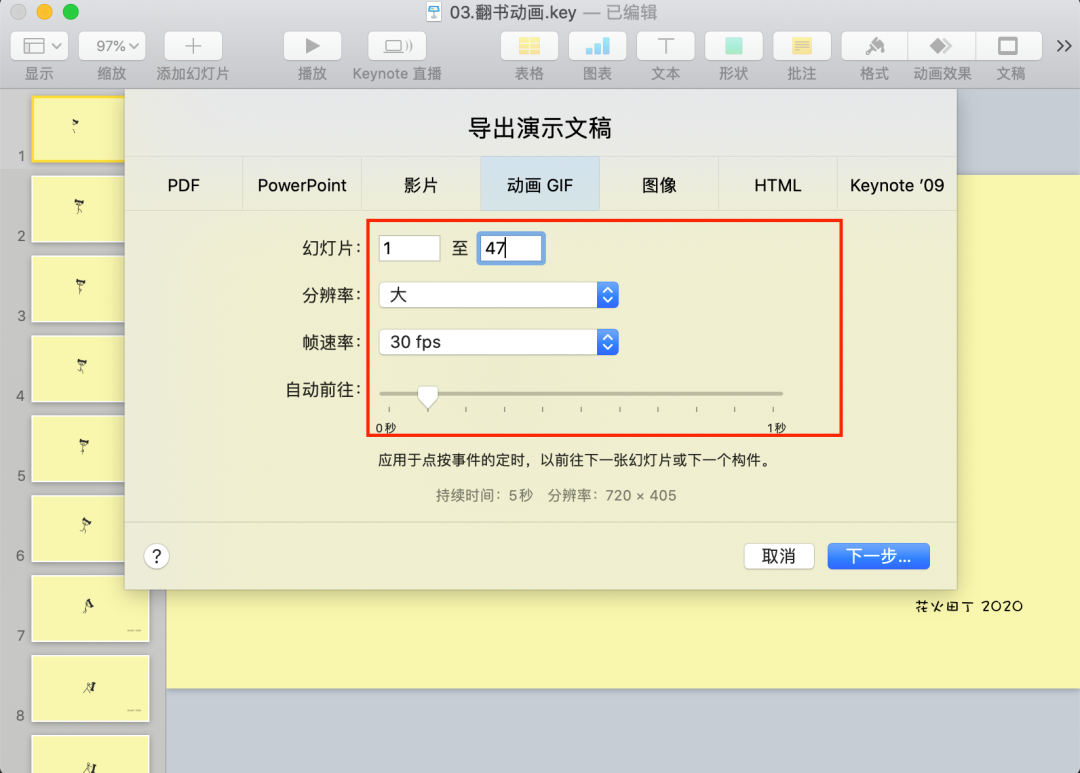 03.翻书动画.key — 已编辑
97%
显示 缩放 添加幻灯片 播放 Keynote 直播 表格 图表 文本 形状 批注 格式 动画效果 文稿
导出演示文稿
PDF PowerPoint 影片 动画 GIF 图像 HTML Keynote ’09
幻灯片: 1 至 47
分辨率: 大
帧速率: 30 fps
自动前往:
0秒 1秒
应用于点按事件的定时，以前往下一张幻灯片或下一个构件。
持续时间: 5秒 分辨率: 720 × 405
? 取消 下一步...
1
2
3
4
5
6
7
8
花火田丁 2020